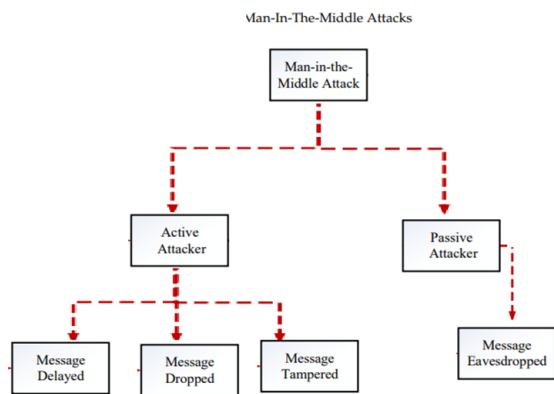 Man-In-The-Middle Attacks
Man-in-the-
Middle Attack
Active
Attacker
Passive
Attacker
Message
Delayed
Message
Dropped
Message
Tampered
Message
Eavesdropped